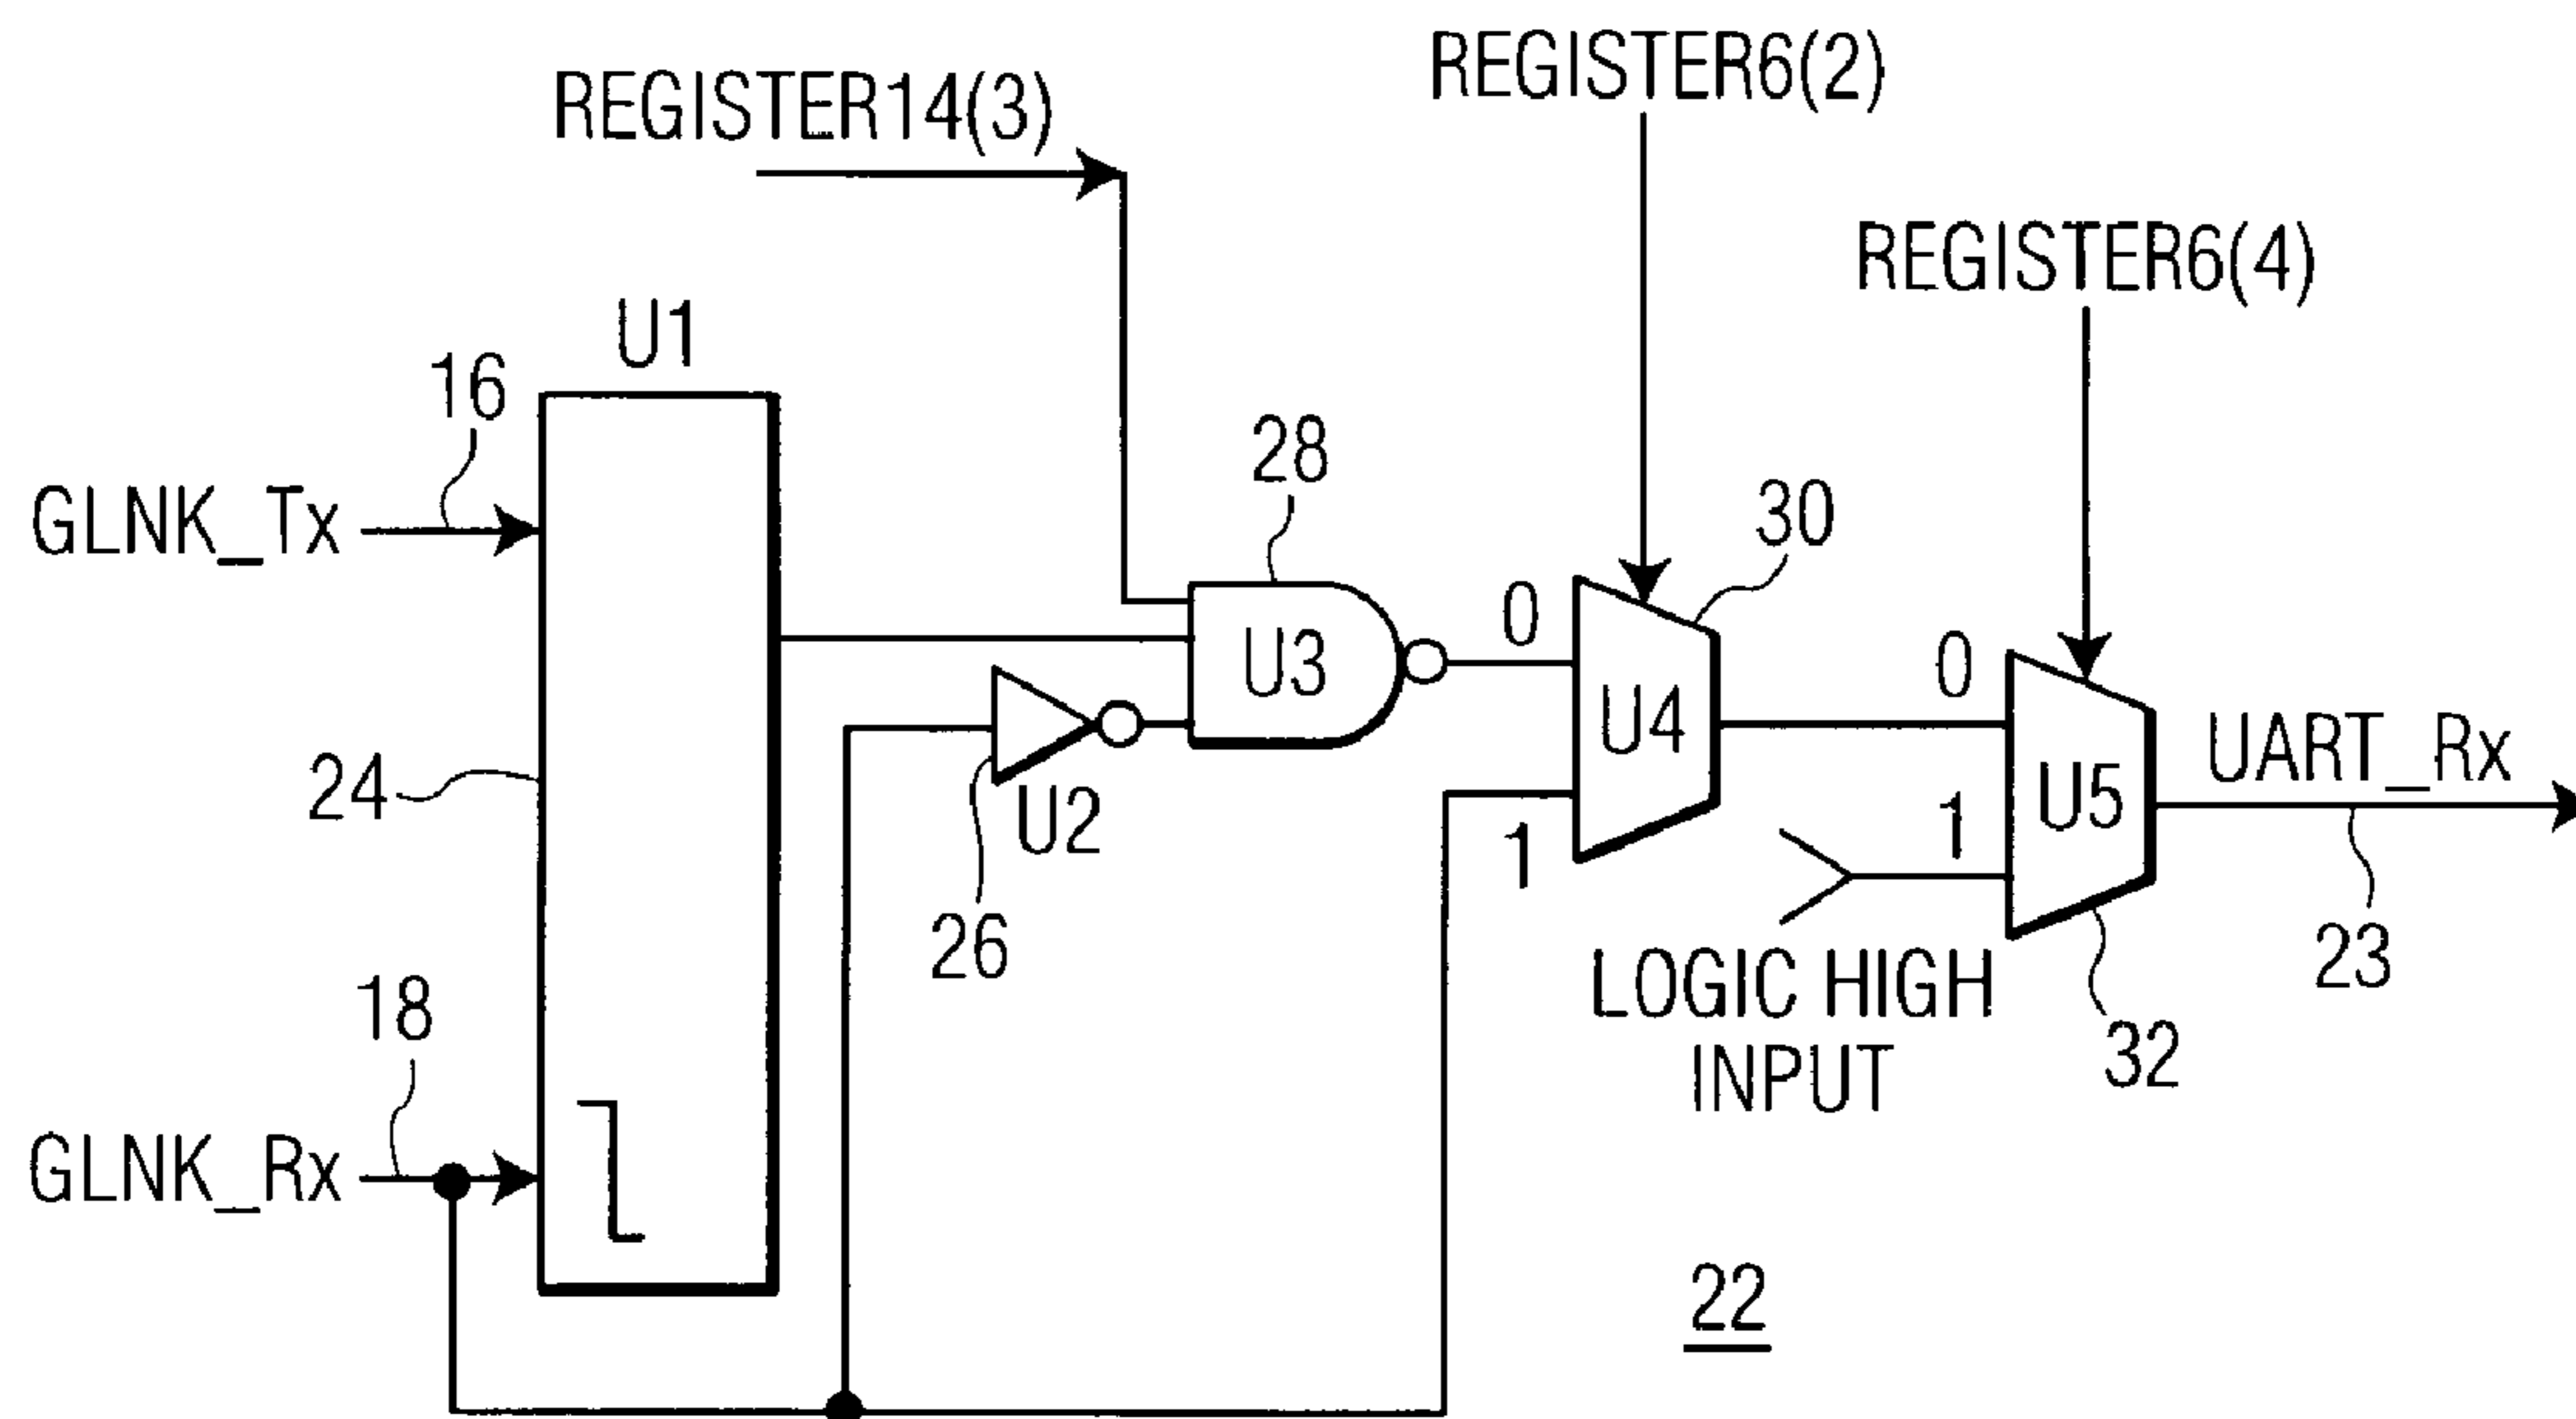 REGISTER6(2)
REGISTER14(3)
REGISTER6(4)
U1
16
28
30
GLNK_Tx
0
U3
0
U4
UART_Rx
24
U2
1
1
U5
26
23
LOGIC HIGH
INPUT
18
32
GLNK_Rx
22